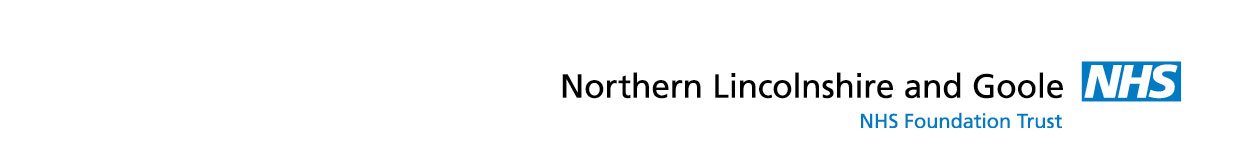 Northern Lincolnshire and Goole NHS
NHS Foundation Trust